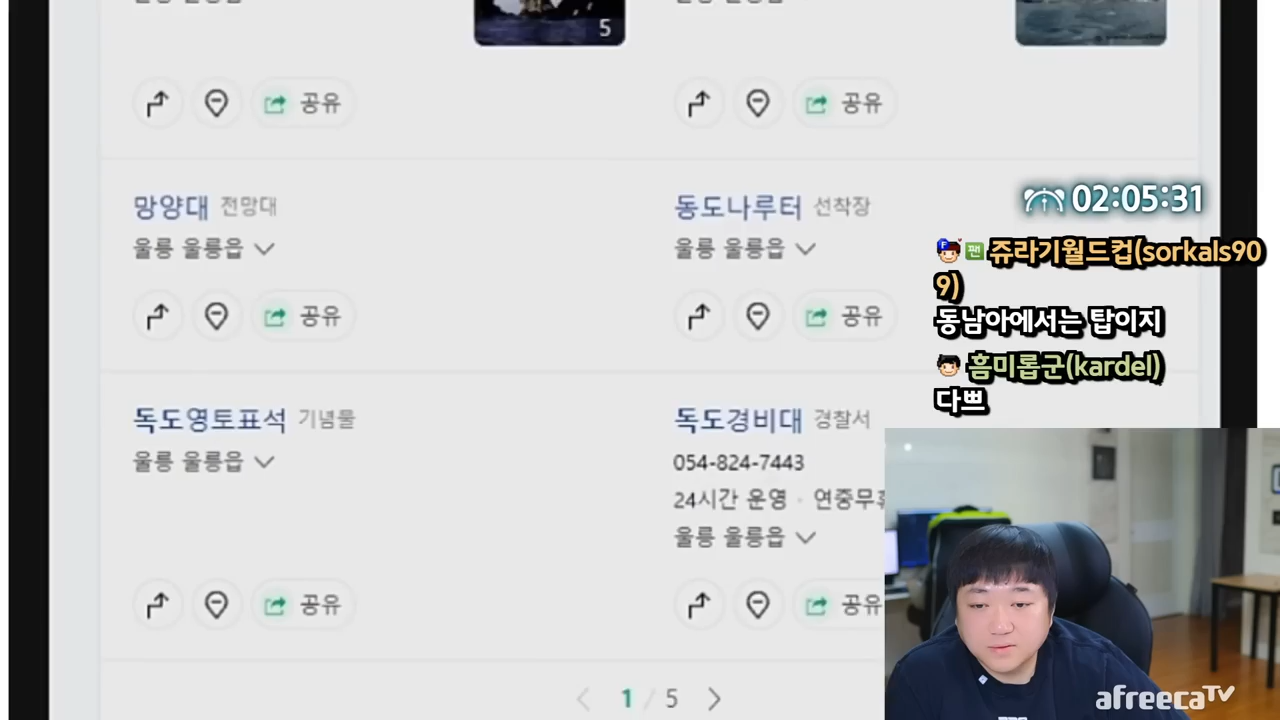 5
공유
공유
망양대 전망대
울릉 울릉읍
공유
동도나루터 선착장
울릉 울릉읍
공유
독도영토표석 기념물
울릉 울릉읍
공유
독도경비대 경찰서
054-824-7443
24시간 운영 · 연중무
울릉 울릉읍
공유
1 / 5
02:05:31
F 팬 쥬라기월드컵(sorkals90
9)
동남아에서는 탑이지
흠미롭군(kardel)
다쁘
afreecaTV